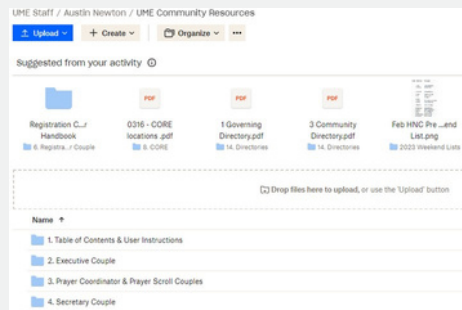 UME Staff / Austin Newton / UME Community Resources
Upload
+ Create
Organize
Suggested from your activity
PDF
PDF
PDF
Registration C...r Handbook
6. Registra...r Couple
0316 - CORE locations .pdf
8. CORE
1 Governing Directory.pdf
14. Directories
3 Community Directory.pdf
14. Directories
Feb HNC Pre ...end List.png
2023 Weekend Lists
Drop files here to upload, or use the 'Upload' button
Name ↑
1. Table of Contents & User Instructions
2. Executive Couple
3. Prayer Coordinator & Prayer Scroll Couples
4. Secretary Couple